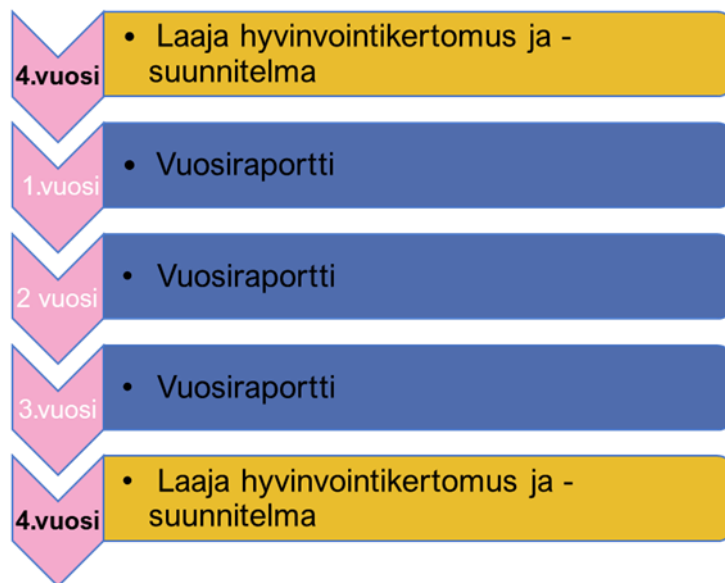 4.vuosi
• Laaja hyvinvointikertomus ja -
suunnitelma
1.vuosi
• Vuosiraportti
2 vuosi
• Vuosiraportti
3.vuosi
• Vuosiraportti
4.vuosi
• Laaja hyvinvointikertomus ja -
suunnitelma